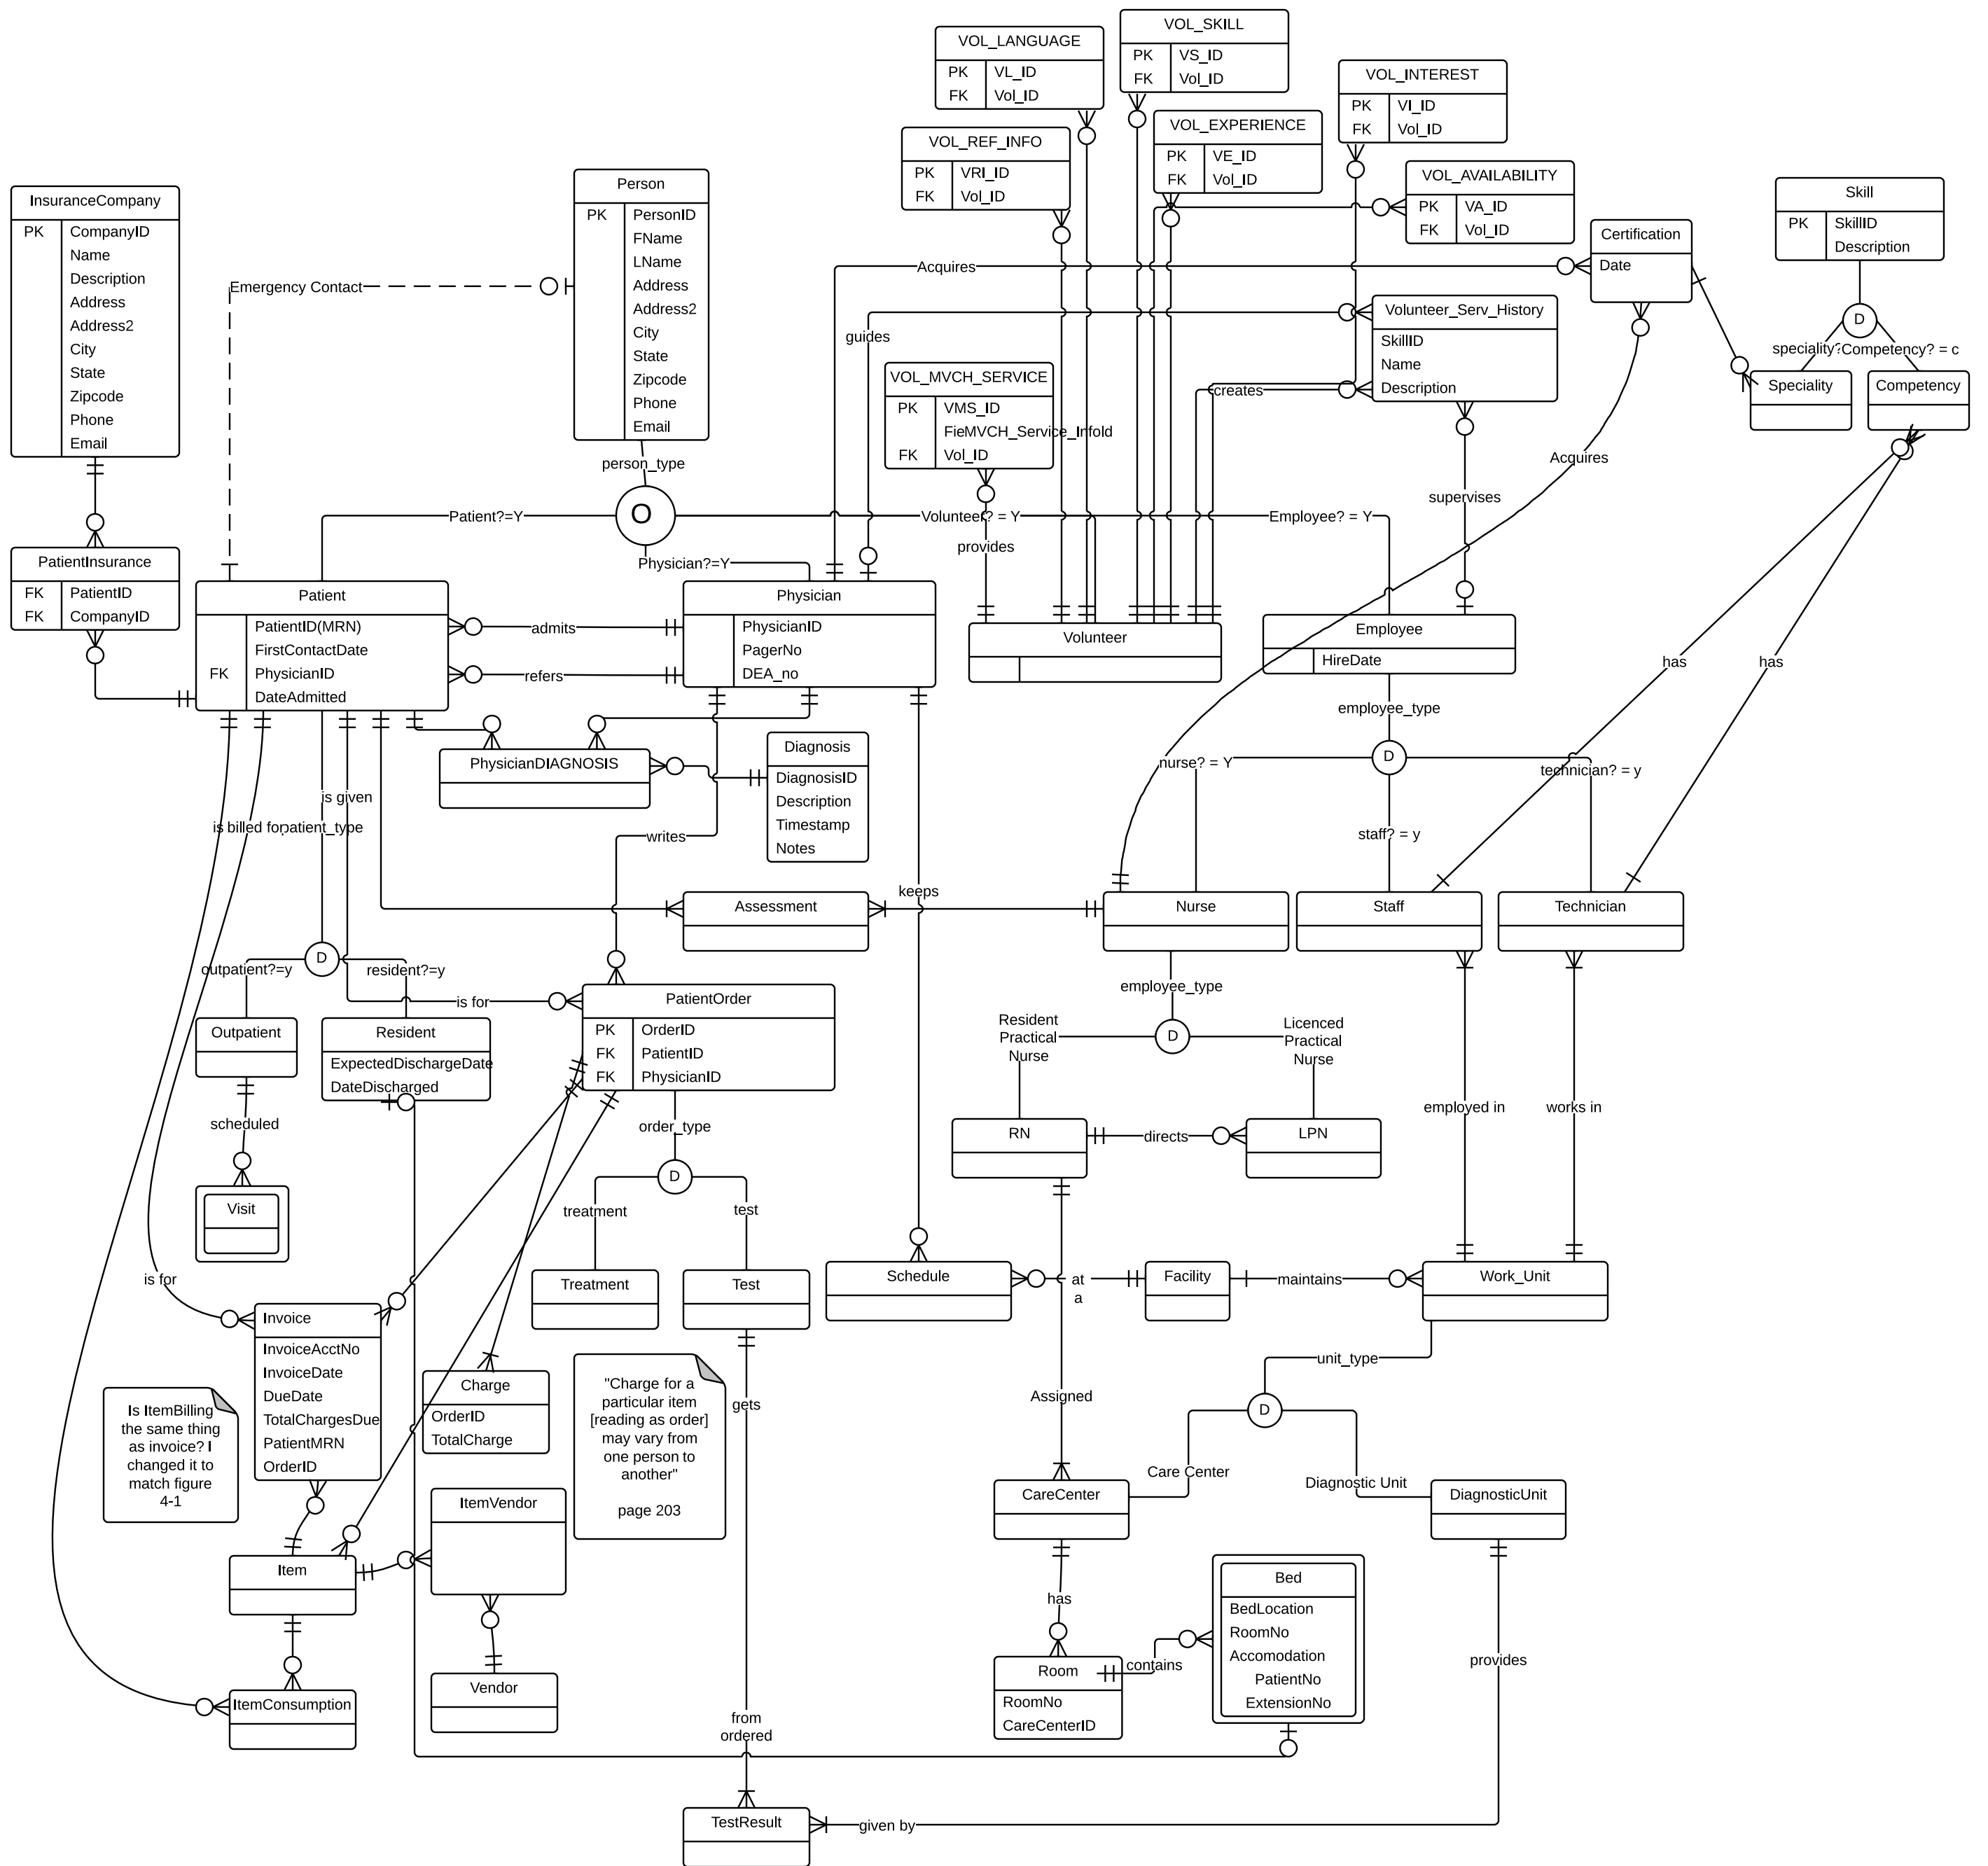 VOL_SKILL
PK VS_ID
FK Vol_ID
VOL_LANGUAGE
PK VL_ID
FK Vol_ID
VOL_INTEREST
PK VI_ID
FK Vol_ID
VOL_EXPERIENCE
PK VE_ID
FK Vol_ID
VOL_REF_INFO
PK VRI_ID
FK Vol_ID
VOL_AVAILABILITY
PK VA_ID
FK Vol_ID
Person
PK PersonID
FName
LName
Address
Address2
City
State
Zipcode
Phone
Email
InsuranceCompany
PK CompanyID
Name
Description
Address
Address2
City
State
Zipcode
Phone
Email
Skill
PK SkillID
Description
Certification
Date
Acquires
Emergency Contact
Volunteer_Serv_History
SkillID
Name
Description
guides
D
speciality?
Competency? = c
Speciality
Competency
VOL_MVCH_SERVICE
PK VMS_ID
FieMVCH_Service_Infold
FK Vol_ID
creates
Acquires
person_type
supervises
O
Patient?=Y
Volunteer? = Y
Employee? = Y
provides
Physician?=Y
PatientInsurance
FK PatientID
FK CompanyID
Patient
PatientID(MRN)
FirstContactDate
FK PhysicianID
DateAdmitted
Physician
PhysicianID
PagerNo
DEA_no
admits
refers
Volunteer
Employee
HireDate
has
has
employee_type
D
nurse? = Y
technician? = y
staff? = y
PhysicianDIAGNOSIS
Diagnosis
DiagnosisID
Description
Timestamp
Notes
is given
is billed for
patient_type
writes
keeps
Assessment
Nurse
Staff
Technician
D
outpatient?=y
resident?=y
is for
PatientOrder
PK OrderID
FK PatientID
FK PhysicianID
employee_type
D
Resident
Practical
Nurse
Licenced
Practical
Nurse
Outpatient
Resident
ExpectedDischargeDate
DateDischarged
scheduled
Visit
order_type
D
treatment
test
RN
directs
LPN
employed in
works in
Treatment
Test
Schedule
at
a
Facility
maintains
Work_Unit
is for
Invoice
InvoiceAcctNo
InvoiceDate
DueDate
TotalChargesDue
PatientMRN
OrderID
Is ItemBilling
the same thing
as invoice? I
changed it to
match figure
4-1
Charge
OrderID
TotalCharge
"Charge for a
particular item
[reading as order]
may vary from
one person to
another"
page 203
gets
Assigned
unit_type
D
Care Center
Diagnostic Unit
CareCenter
DiagnosticUnit
ItemVendor
Item
has
Bed
BedLocation
RoomNo
Accomodation
PatientNo
ExtensionNo
contains
Room
RoomNo
CareCenterID
provides
Vendor
ItemConsumption
from
ordered
TestResult
given by